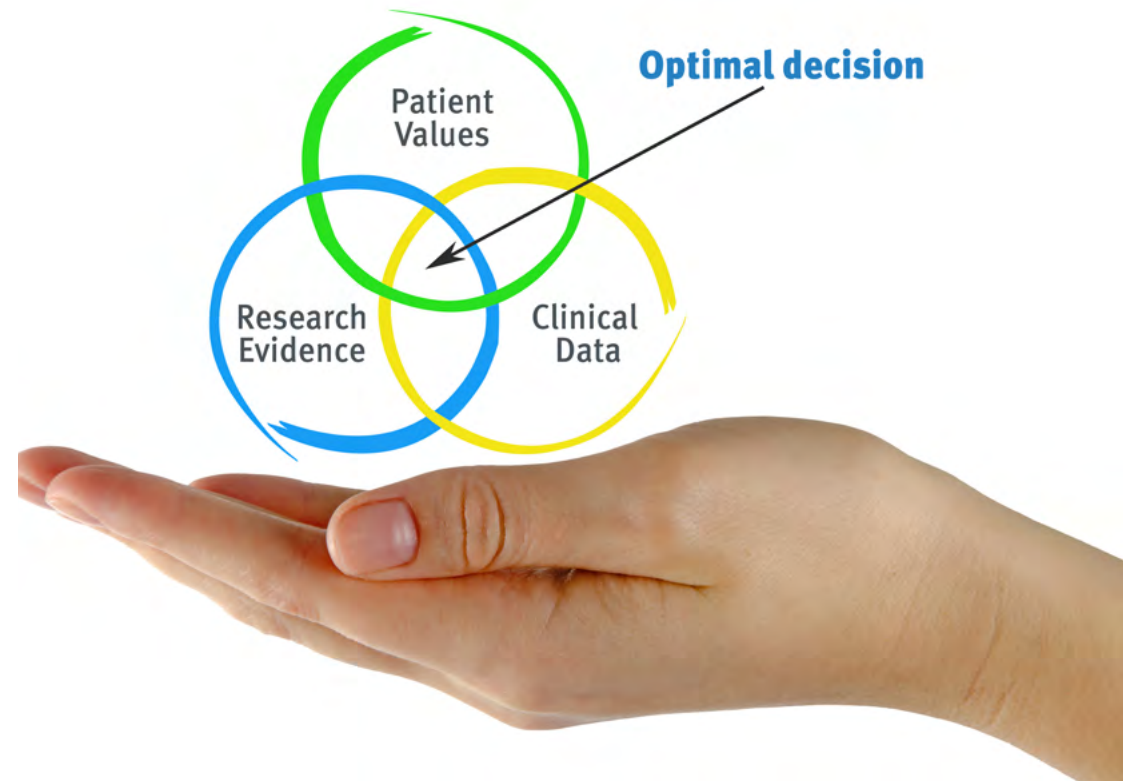 Optimal decision
Patient
Values
Research
Evidence
Clinical
Data